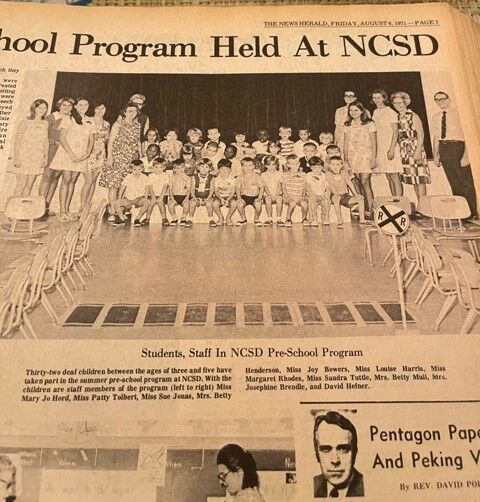 THE NEWS HERALD, FRIDAY, AUGUST 6, 1971 — PAGE 7
hool Program Held At NCSD
ch they
were
R R
Students, Staff In NCSD Pre-School Program
Thirty-two deaf children between the ages of three and five have
taken part in the summer pre-school program at NCSD. With the
children are staff members of the program (left to right) Miss
Mary Jo Hord, Miss Patty Tolbert, Miss Sue Jonas, Mrs. Betty
Henderson, Miss Joy Bowers, Miss Louise Harris, Miss
Margaret Rhodes, Miss Sandra Tuttle, Mrs. Betty Mull, Mrs.
Josephine Brendle, and David Hefner.
Pentagon Pape
And Peking V
By REV. DAVID PO